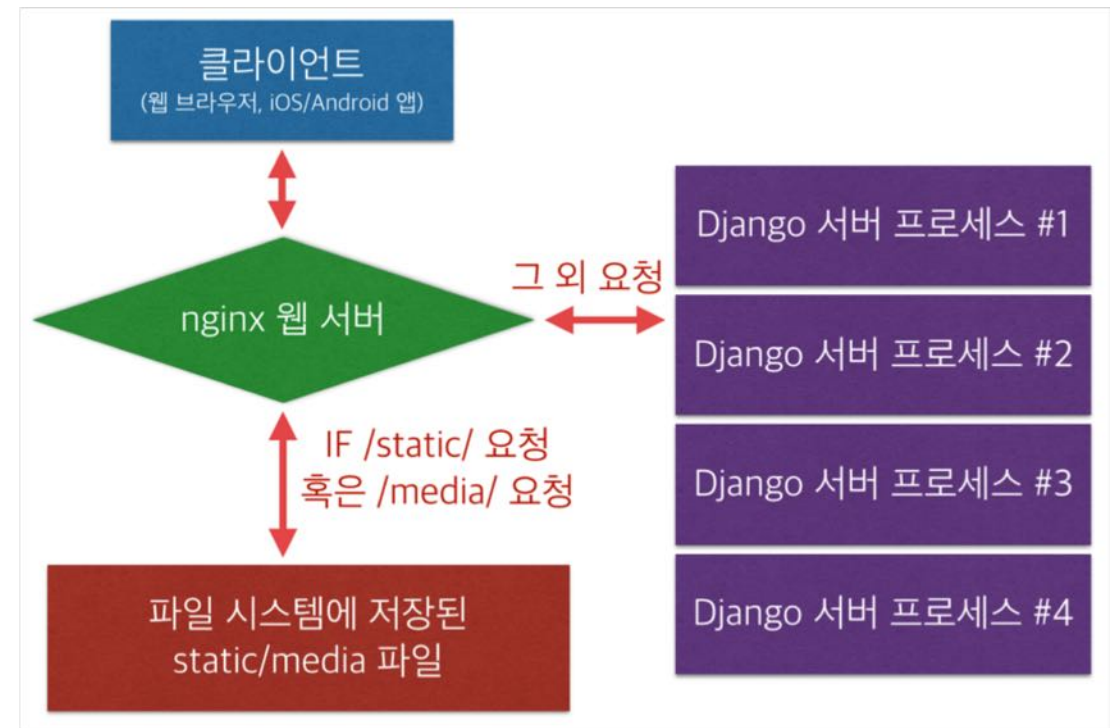 클라이언트
(웹 브라우저, iOS/Android 앱)
nginx 웹 서버
그 외 요청
Django 서버 프로세스 #1
Django 서버 프로세스 #2
Django 서버 프로세스 #3
Django 서버 프로세스 #4
IF /static/ 요청
혹은 /media/ 요청
파일 시스템에 저장된
static/media 파일